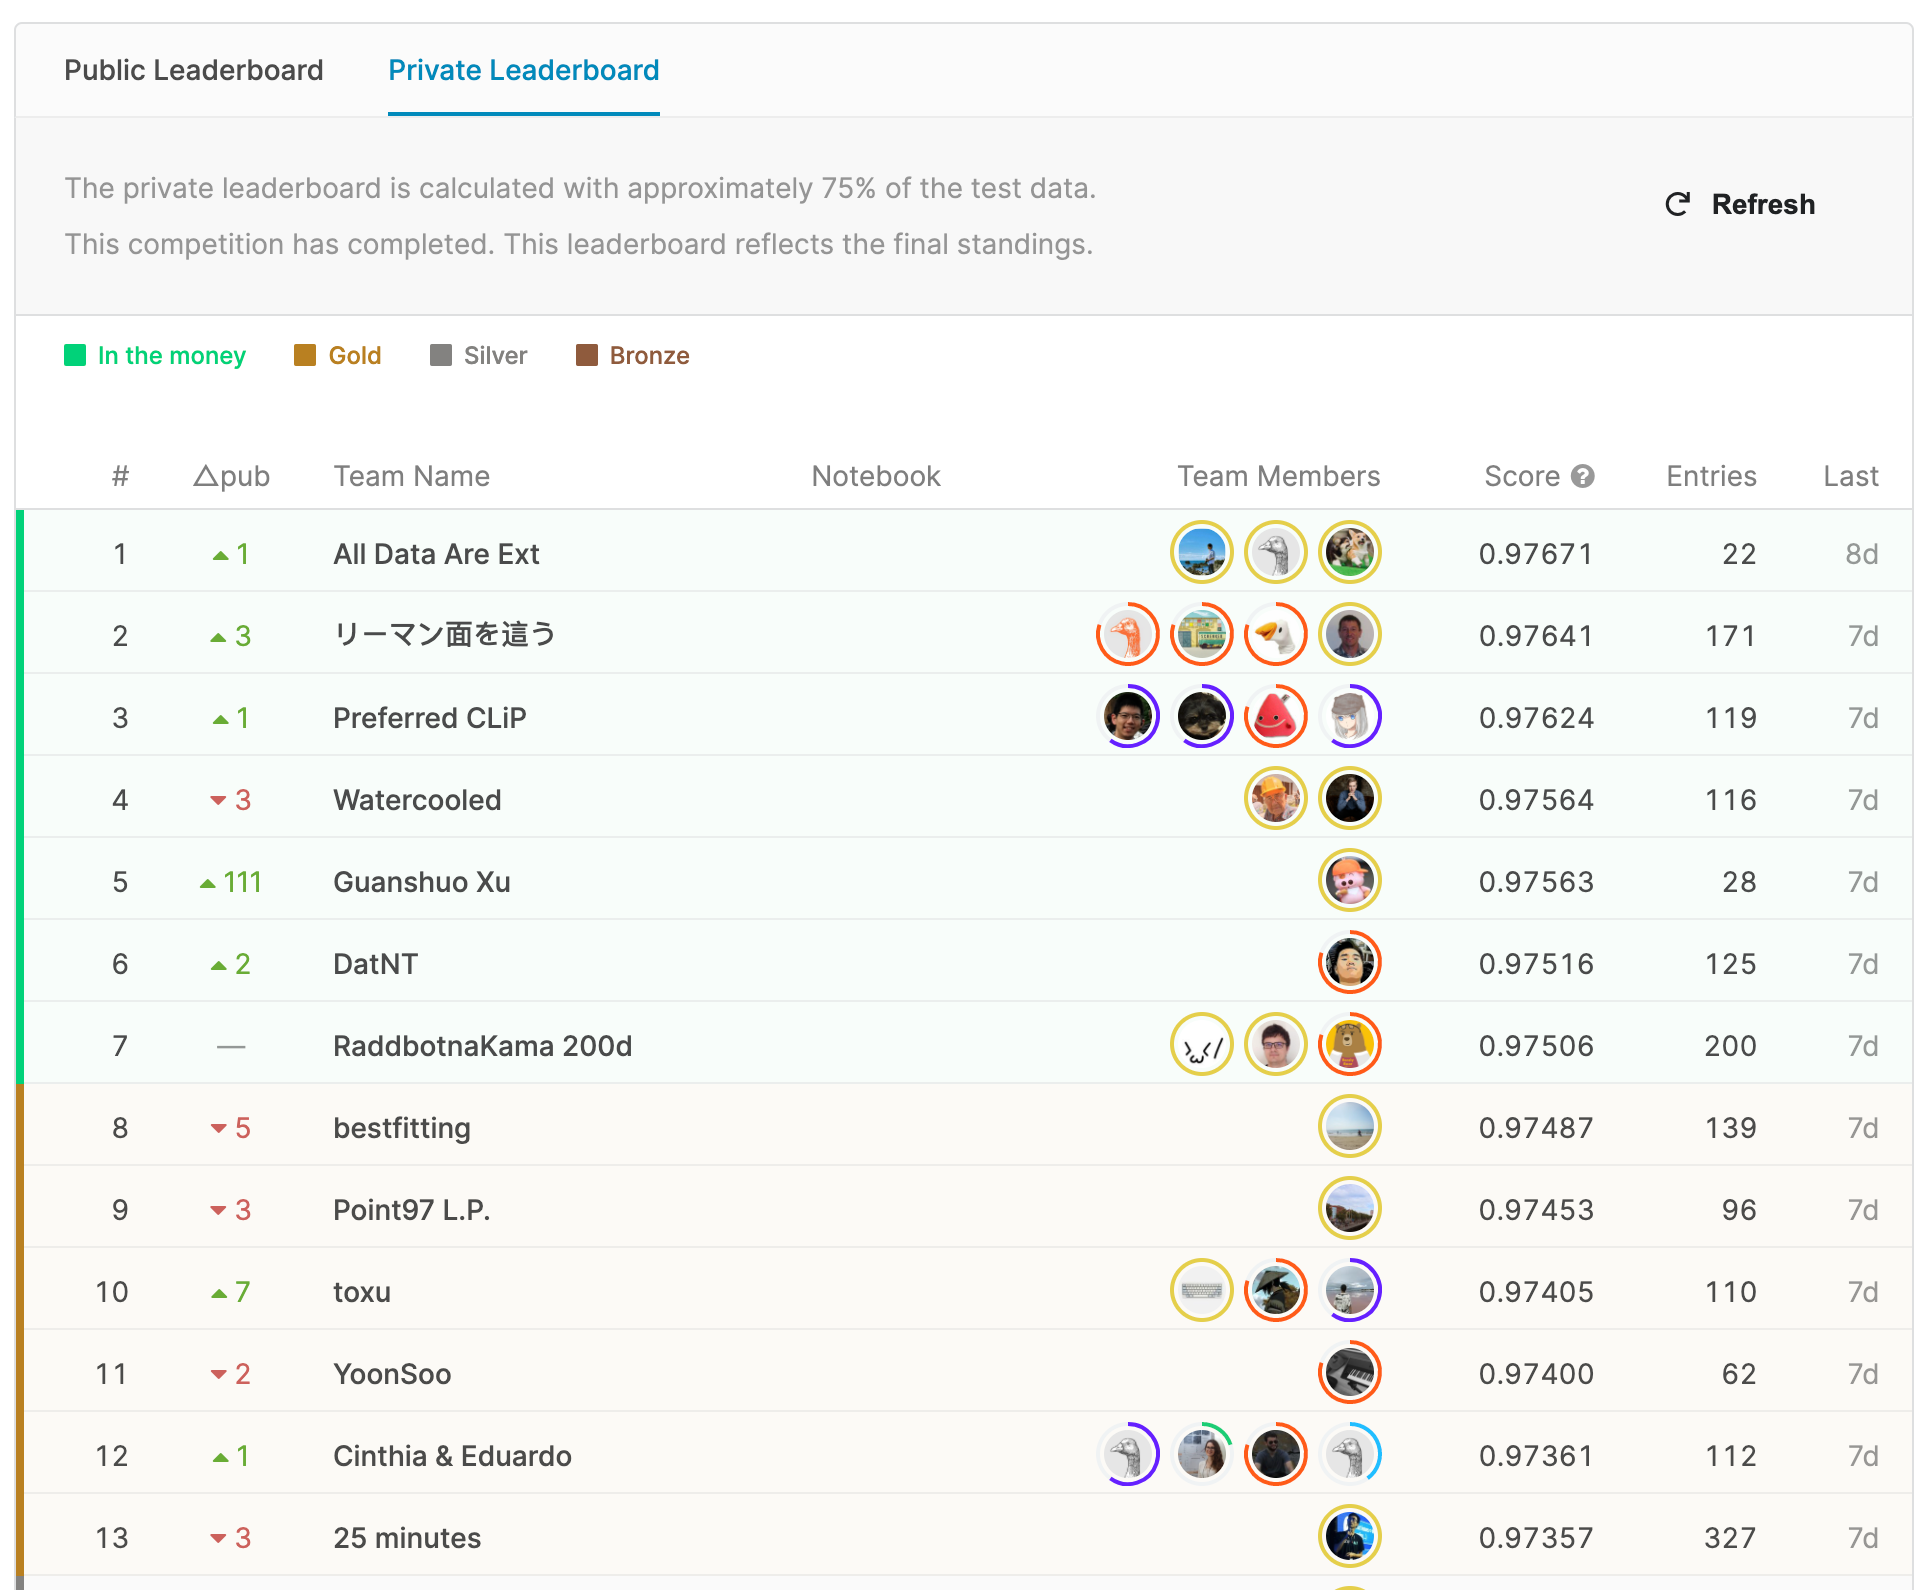 Public Leaderboard Private Leaderboard
The private leaderboard is calculated with approximately 75% of the test data.
This competition has completed. This leaderboard reflects the final standings.
Refresh
In the money Gold Silver Bronze
# △pub Team Name Notebook Team Members Score ? Entries Last
1 ▲1 All Data Are Ext 0.97671 22 8d
2 ▲3 リーマン面を這う 0.97641 171 7d
3 ▲1 Preferred CLiP 0.97624 119 7d
4 ▼3 Watercooled 0.97564 116 7d
5 ▲111 Guanshuo Xu 0.97563 28 7d
6 ▲2 DatNT 0.97516 125 7d
7 — RaddbotnaKama 200d 0.97506 200 7d
8 ▼5 bestfitting 0.97487 139 7d
9 ▼3 Point97 L.P. 0.97453 96 7d
10 ▲7 toxu 0.97405 110 7d
11 ▼2 YoonSoo 0.97400 62 7d
12 ▲1 Cinthia & Eduardo 0.97361 112 7d
13 ▼3 25 minutes 0.97357 327 7d